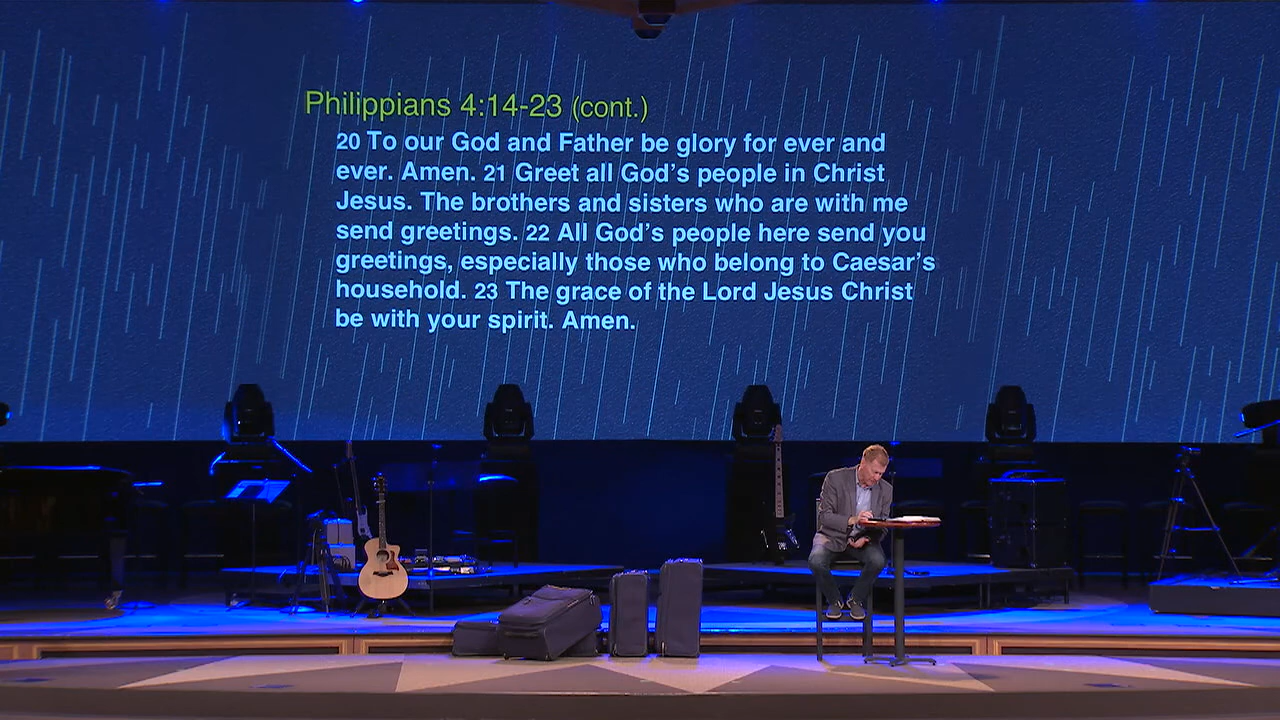 Philippians 4:14-23 (cont.)
20 To our God and Father be glory for ever and
ever. Amen. 21 Greet all God’s people in Christ
Jesus. The brothers and sisters who are with me
send greetings. 22 All God’s people here send you
greetings, especially those who belong to Caesar’s
household. 23 The grace of the Lord Jesus Christ
be with your spirit. Amen.